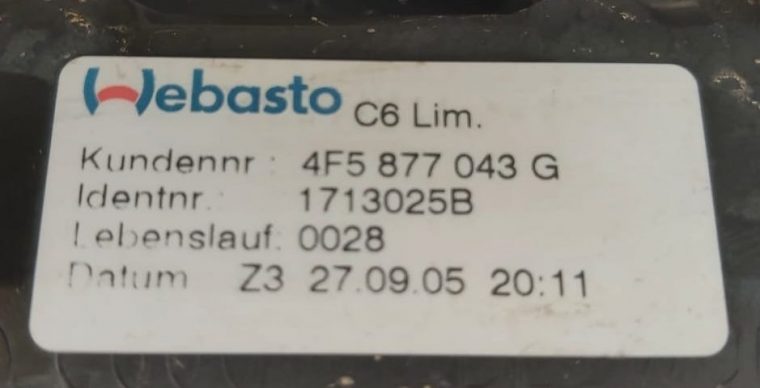 Webasto C6 Lim.
Kundennr : 4F5 877 043 G
Identnr. : 1713025B
Lebenslauf: 0028
Datum Z3 27.09.05 20:11